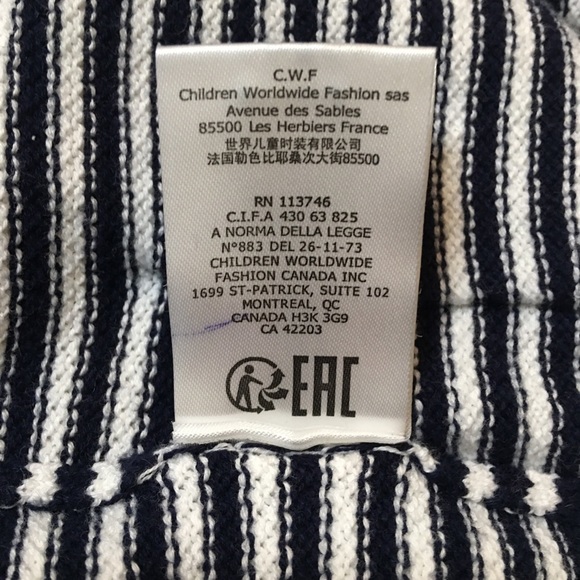 C.W.F
Children Worldwide Fashion sas
Avenue des Sables
85500 Les Herbiers France
世界儿童时装有限公司
法国勒色比耶桑次大街85500
RN 113746
C.I.F.A 430 63 825
A NORMA DELLA LEGGE
N°883 DEL 26-11-73
CHILDREN WORLDWIDE
FASHION CANADA INC
1699 ST-PATRICK, SUITE 102
MONTREAL, QC
CANADA H3K 3G9
CA 42203
EAC